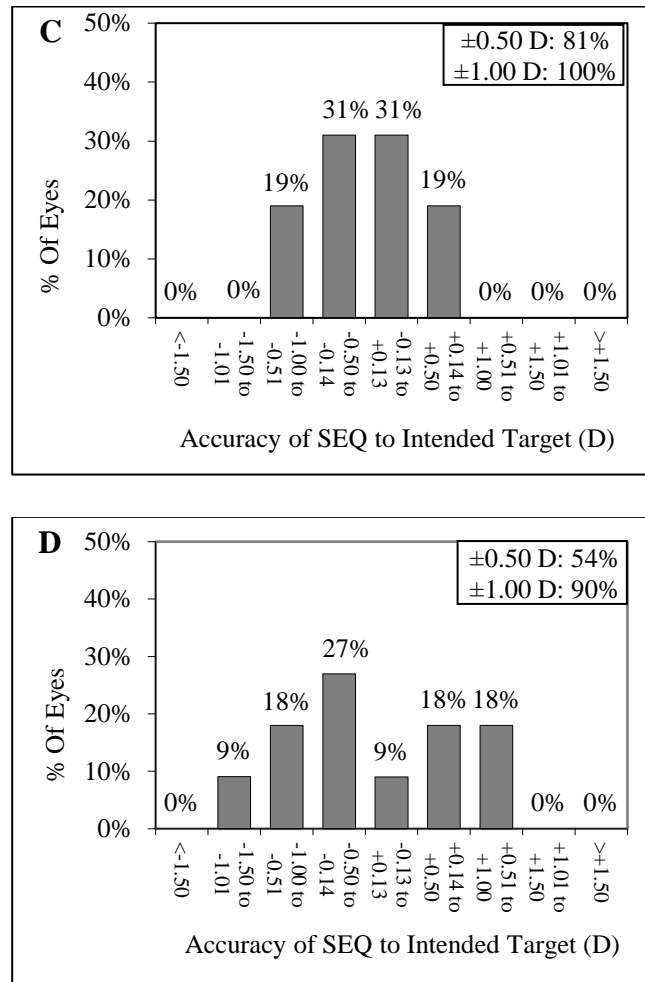 C
±0.50 D: 81%
±1.00 D: 100%
% Of Eyes
50%
40%
30%
20%
10%
0%
0%
0%
19%
31%
31%
19%
0%
0%
0%
<-1.50
-1.50 to
-1.01
-1.00 to
-0.51
-0.50 to
-0.14
-0.13 to
+0.13
+0.14 to
+0.50
+0.51 to
+1.00
+1.01 to
+1.50
>+1.50
Accuracy of SEQ to Intended Target (D)
D
±0.50 D: 54%
±1.00 D: 90%
% Of Eyes
50%
40%
30%
20%
10%
0%
0%
9%
18%
27%
9%
18%
18%
0%
0%
<-1.50
-1.50 to
-1.01
-1.00 to
-0.51
-0.50 to
-0.14
-0.13 to
+0.13
+0.14 to
+0.50
+0.51 to
+1.00
+1.01 to
+1.50
>+1.50
Accuracy of SEQ to Intended Target (D)